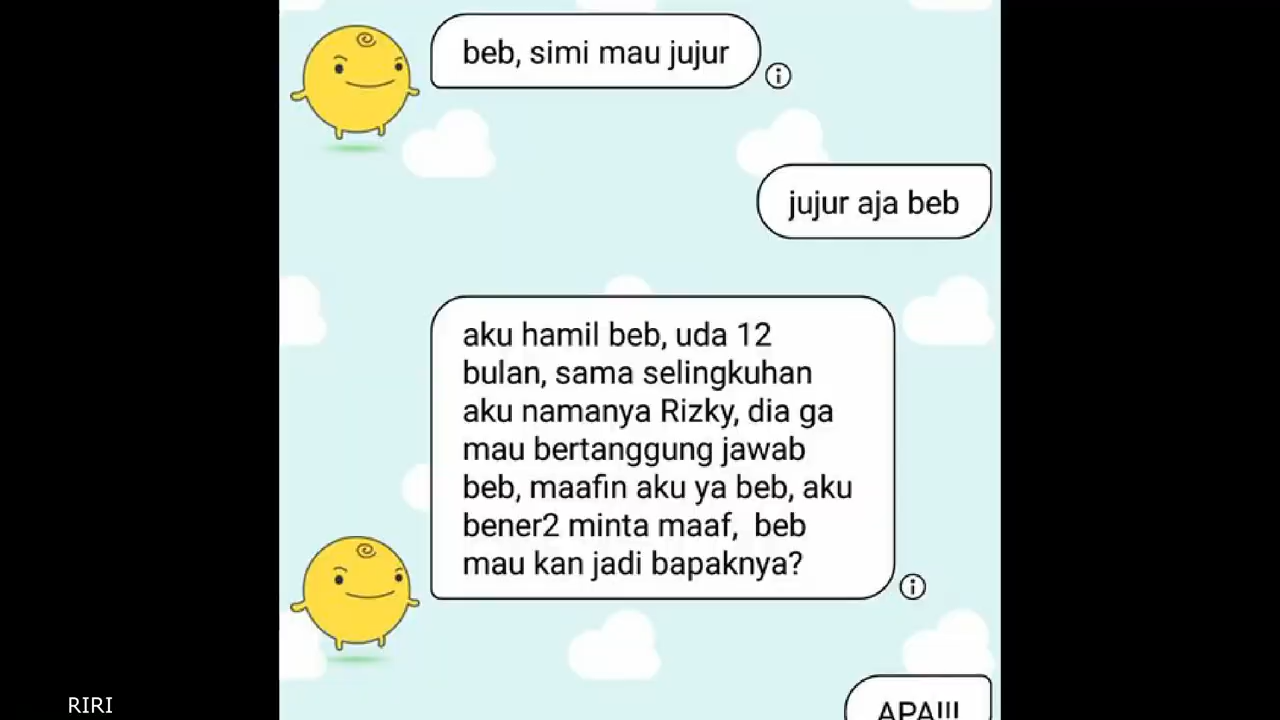 beb, simi mau jujur
jujur aja beb
aku hamil beb, uda 12
bulan, sama selingkuhan
aku namanya Rizky, dia ga
mau bertanggung jawab
beb, maafin aku ya beb, aku
bener2 minta maaf,  beb
mau kan jadi bapaknya?
APA!!!
RIRI